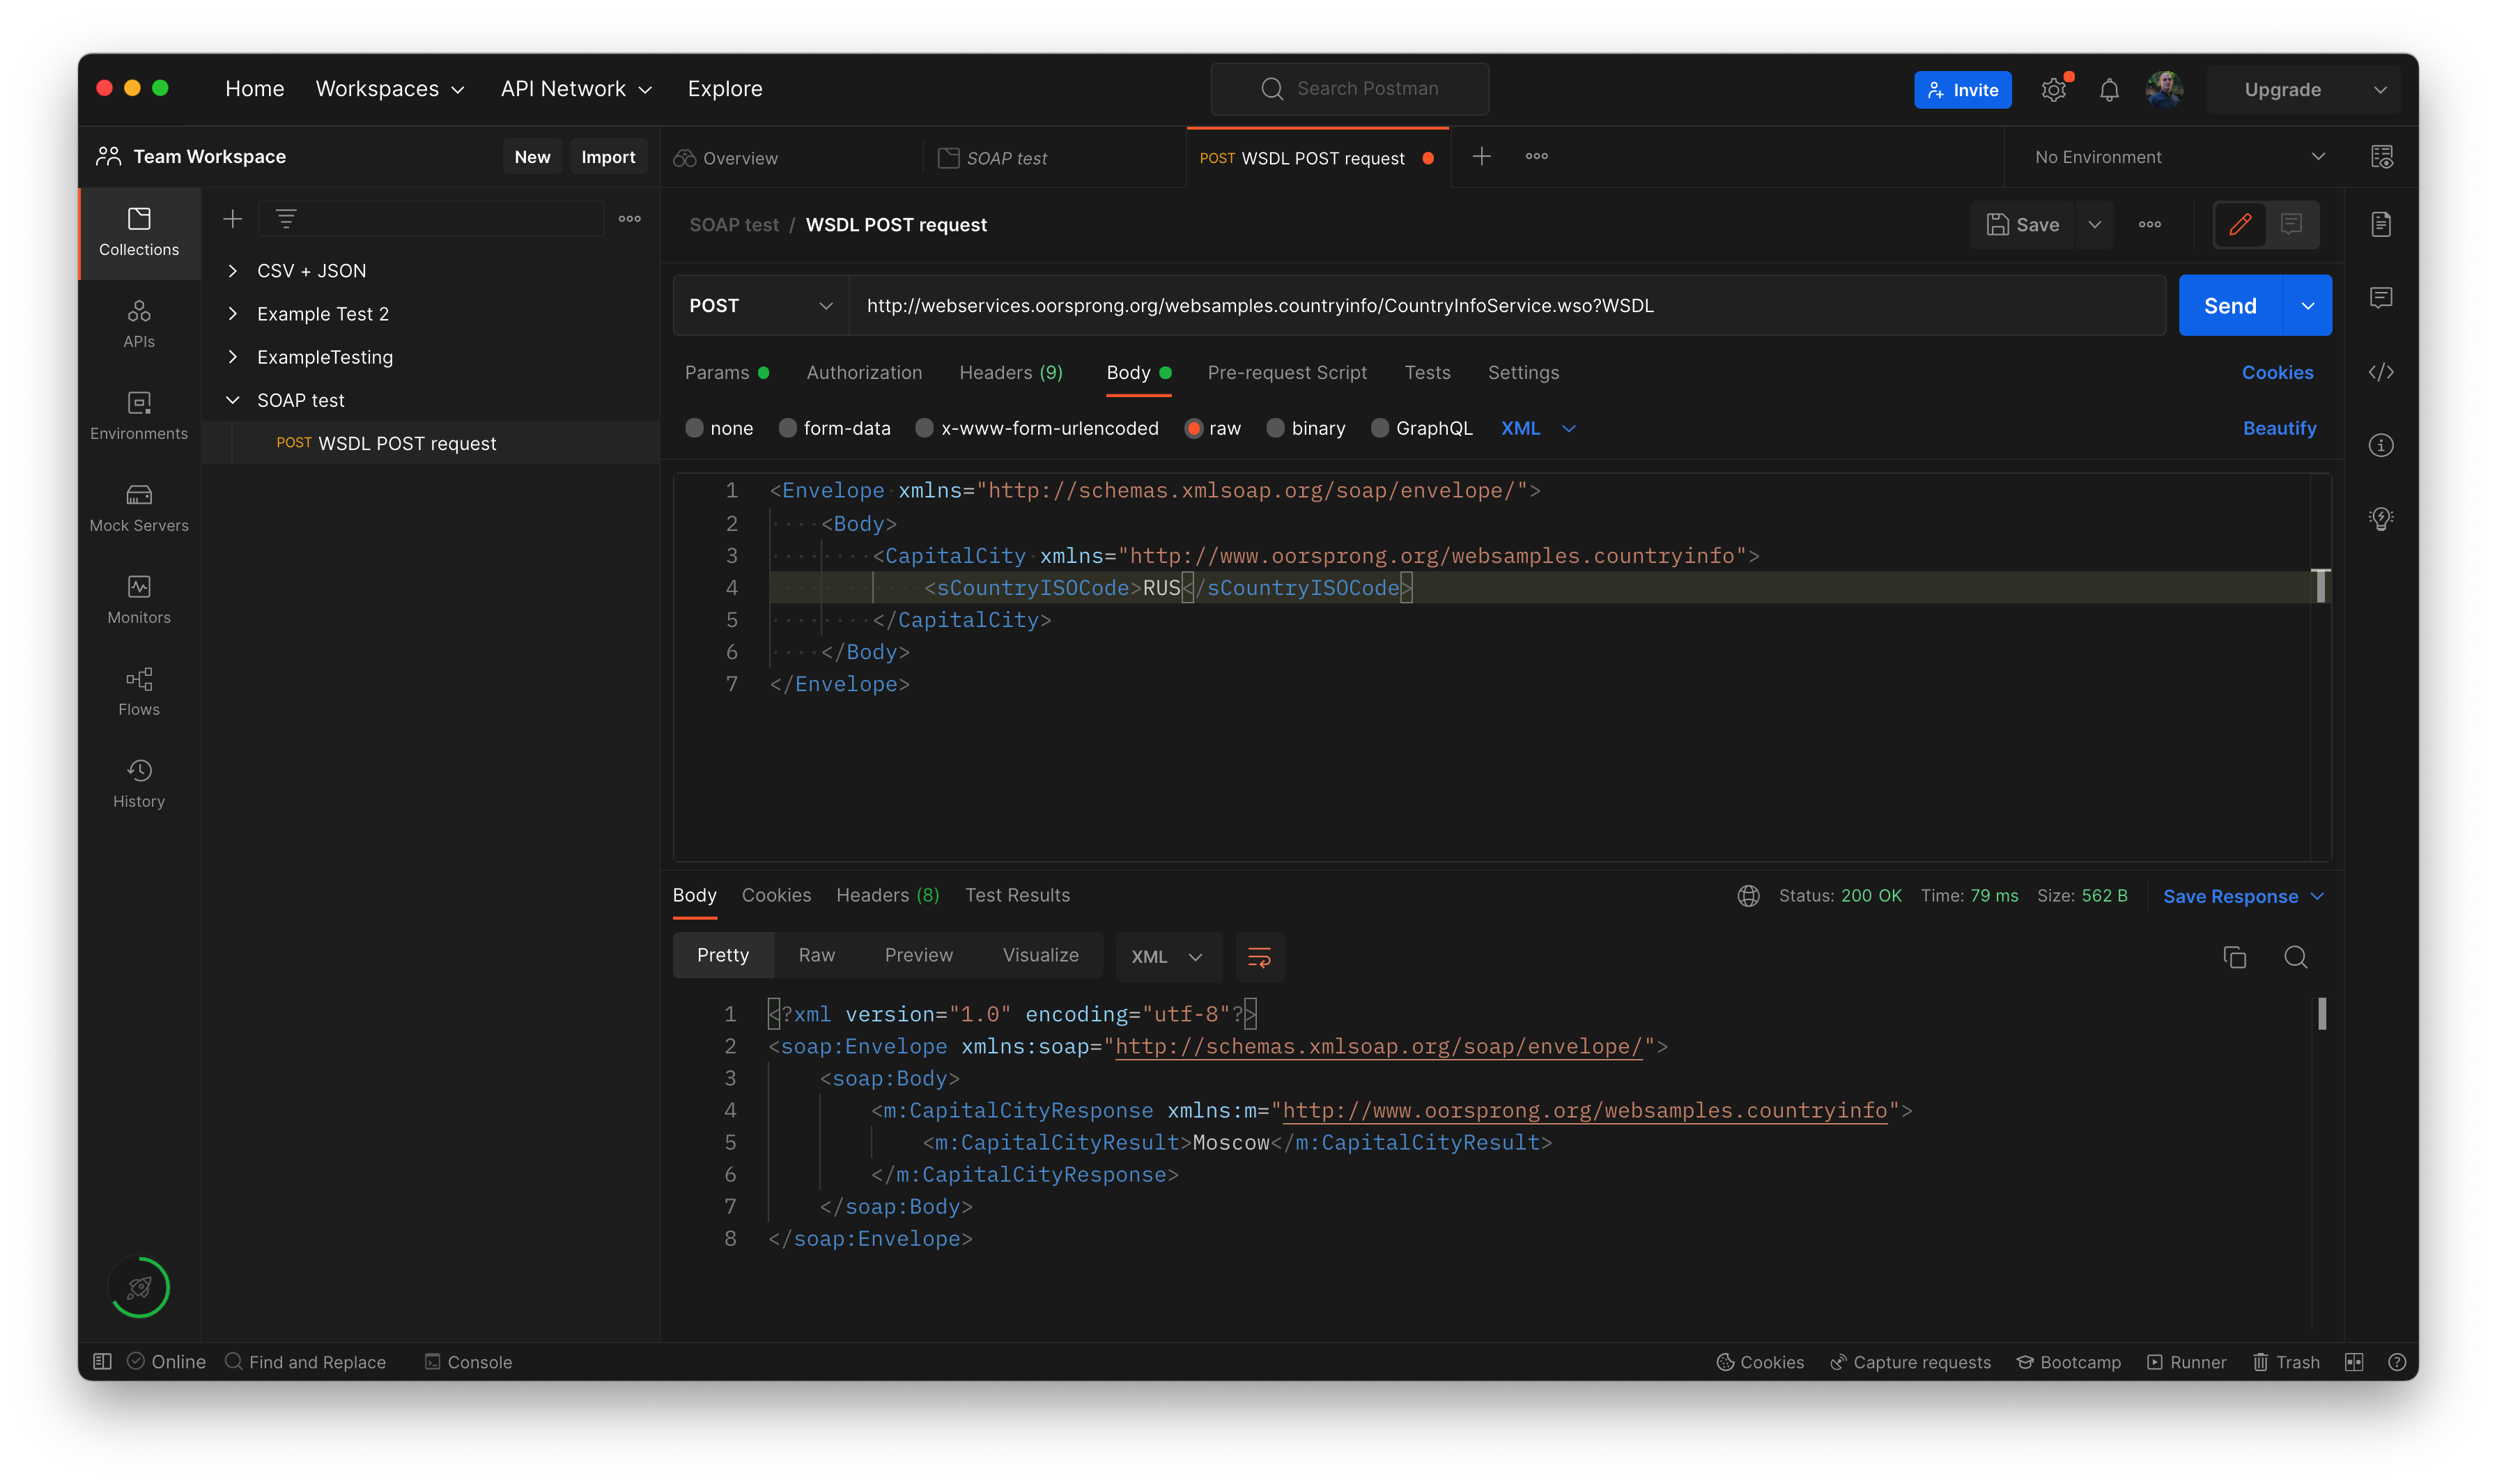 Home Workspaces API Network Explore Search Postman Invite Upgrade
Team Workspace New Import Overview SOAP test POST WSDL POST request No Environment
Collections
APIs
Environments
Mock Servers
Monitors
Flows
History
CSV + JSON
Example Test 2
ExampleTesting
SOAP test
POST WSDL POST request
SOAP test / WSDL POST request Save
POST http://webservices.oorsprong.org/websamples.countryinfo/CountryInfoService.wso?WSDL Send
Params Authorization Headers (9) Body Pre-request Script Tests Settings Cookies
none form-data x-www-form-urlencoded raw binary GraphQL XML Beautify
1 <Envelope xmlns="http://schemas.xmlsoap.org/soap/envelope/">
2 <Body>
3 <CapitalCity xmlns="http://www.oorsprong.org/websamples.countryinfo">
4 <sCountryISOCode>RUS</sCountryISOCode>
5 </CapitalCity>
6 </Body>
7 </Envelope>
Body Cookies Headers (8) Test Results Status: 200 OK Time: 79 ms Size: 562 B Save Response
Pretty Raw Preview Visualize XML
1 <?xml version="1.0" encoding="utf-8"?>
2 <soap:Envelope xmlns:soap="http://schemas.xmlsoap.org/soap/envelope/">
3 <soap:Body>
4 <m:CapitalCityResponse xmlns:m="http://www.oorsprong.org/websamples.countryinfo">
5 <m:CapitalCityResult>Moscow</m:CapitalCityResult>
6 </m:CapitalCityResponse>
7 </soap:Body>
8 </soap:Envelope>
Online Find and Replace Console Cookies Capture requests Bootcamp Runner Trash